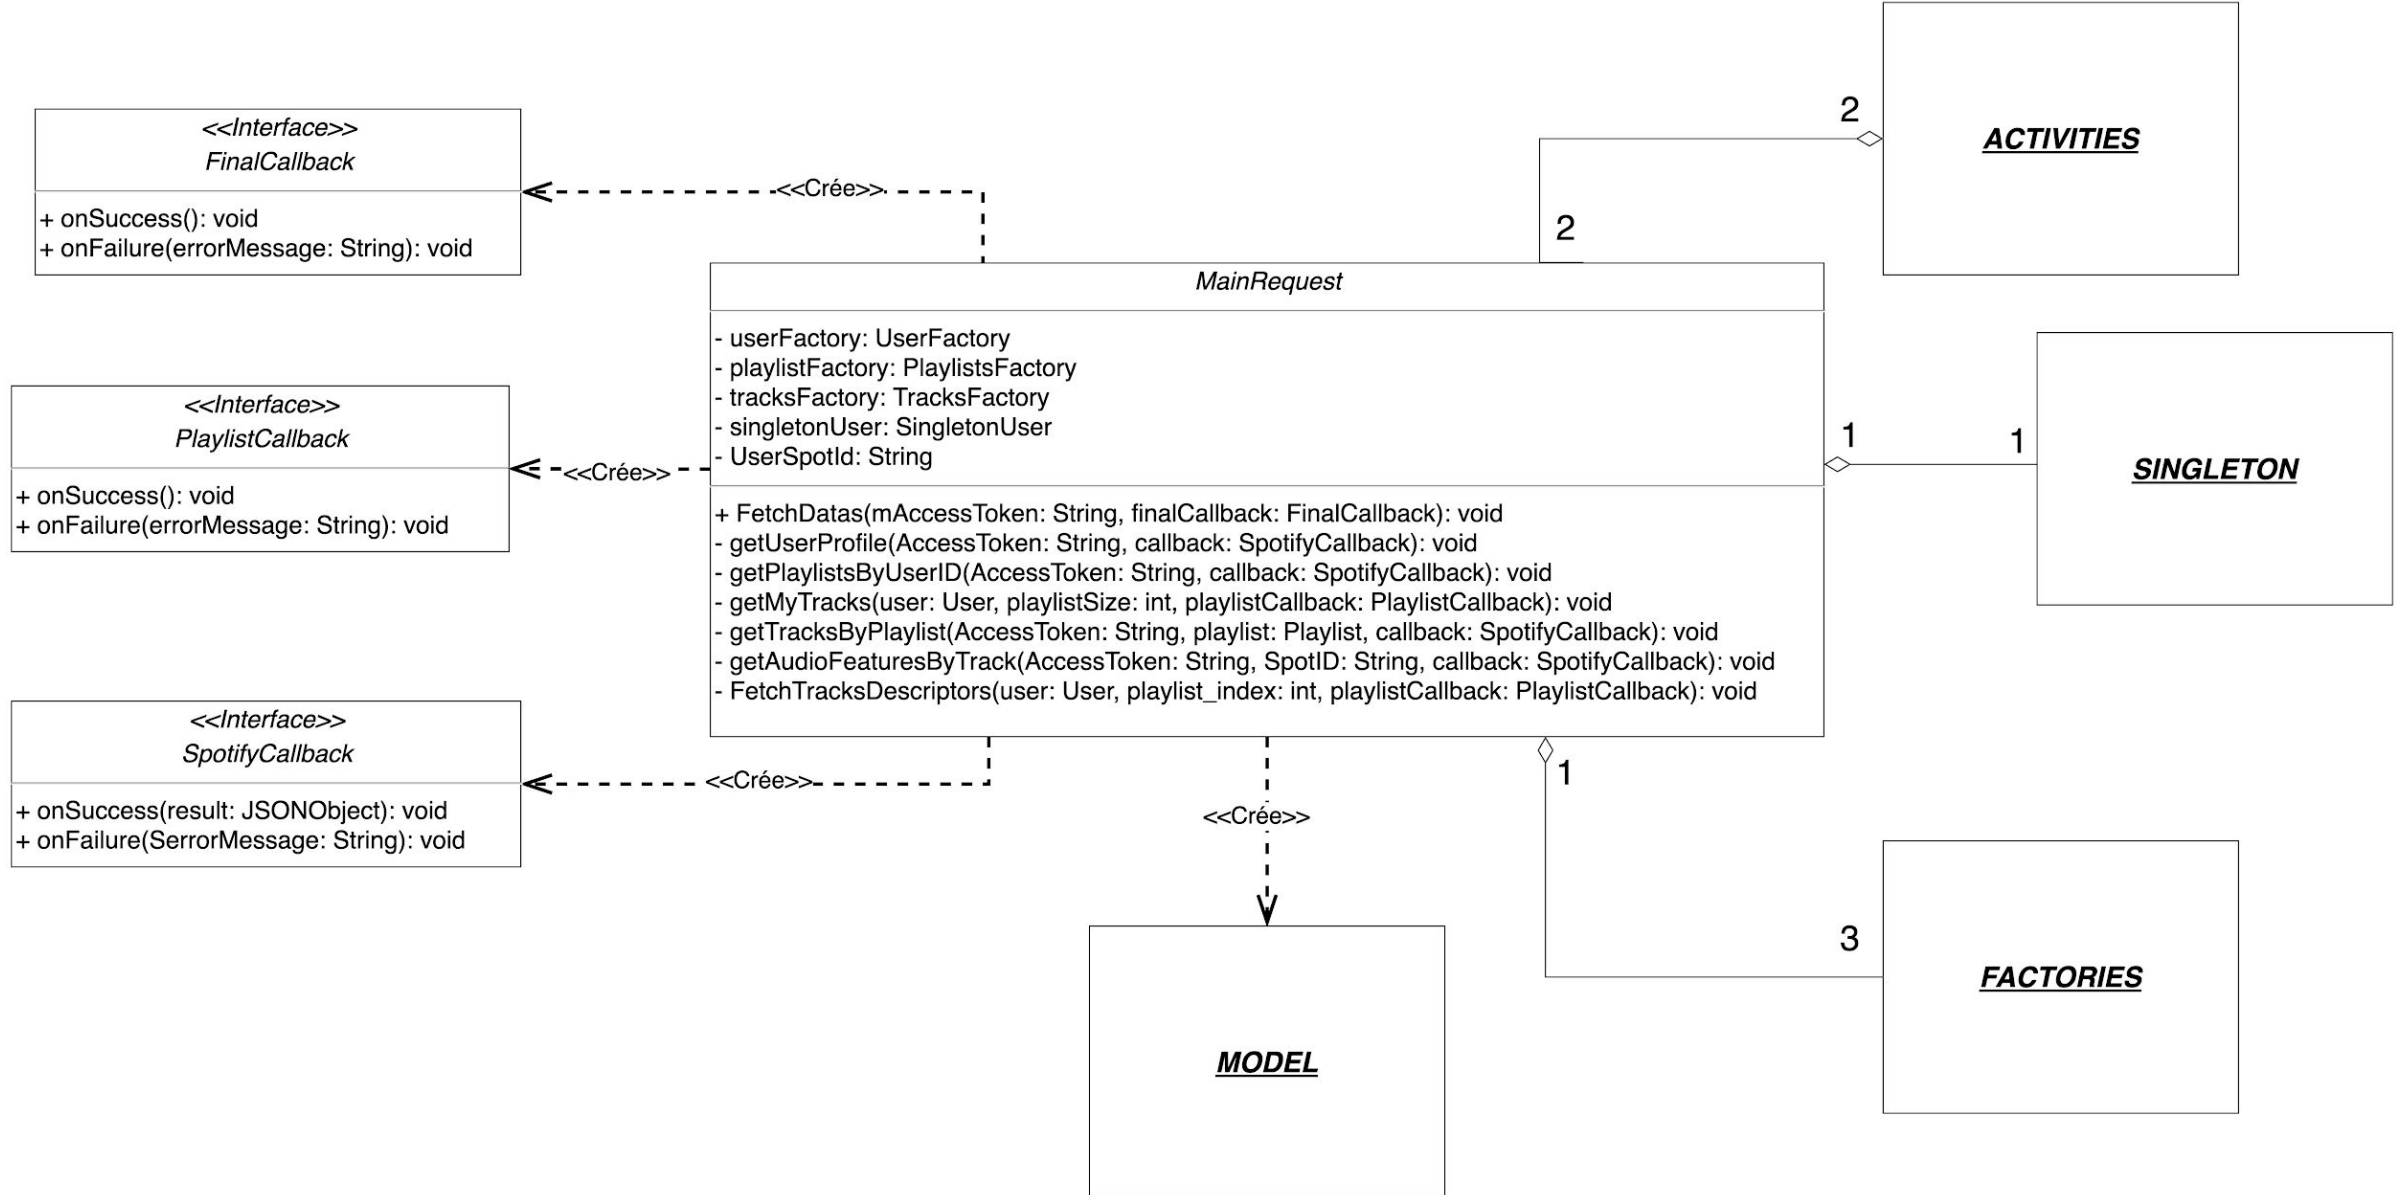 <<Interface>>
FinalCallback
+ onSuccess(): void
+ onFailure(errorMessage: String): void
<<Interface>>
PlaylistCallback
+ onSuccess(): void
+ onFailure(errorMessage: String): void
<<Interface>>
SpotifyCallback
+ onSuccess(result: JSONObject): void
+ onFailure(SerrorMessage: String): void
<<Crée>>
<<Crée>>
<<Crée>>
MainRequest
- userFactory: UserFactory
- playlistFactory: PlaylistsFactory
- tracksFactory: TracksFactory
- singletonUser: SingletonUser
- UserSpotId: String
+ FetchDatas(mAccessToken: String, finalCallback: FinalCallback): void
- getUserProfile(AccessToken: String, callback: SpotifyCallback): void
- getPlaylistsByUserID(AccessToken: String, callback: SpotifyCallback): void
- getMyTracks(user: User, playlistSize: int, playlistCallback: PlaylistCallback): void
- getTracksByPlaylist(AccessToken: String, playlist: Playlist, callback: SpotifyCallback): void
- getAudioFeaturesByTrack(AccessToken: String, SpotID: String, callback: SpotifyCallback): void
- FetchTracksDescriptors(user: User, playlist_index: int, playlistCallback: PlaylistCallback): void
<<Crée>>
MODEL
2
2
ACTIVITIES
1
1
SINGLETON
1
3
FACTORIES